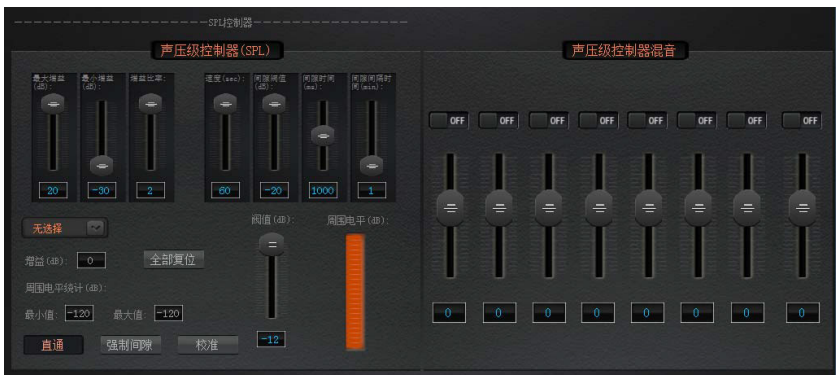 SPL控制器
声压级控制器(SPL)
声压级控制器混音
最大增益(dB):
最小增益(dB):
增益比率:
速度(sec):
间隙阈值(dB):
间隙时间(ms):
间隙间隔时间(min):
OFF OFF OFF OFF OFF OFF OFF OFF
20 -30 2 60 -20 1000 1
无选择
阈值(dB):
周围电平(dB):
增益(dB): 0
全部复位
周围电平统计(dB):
最小值: -120 最大值: -120
0 0 0 0 0 0 0 0
直通 强制间隙 校准 -12